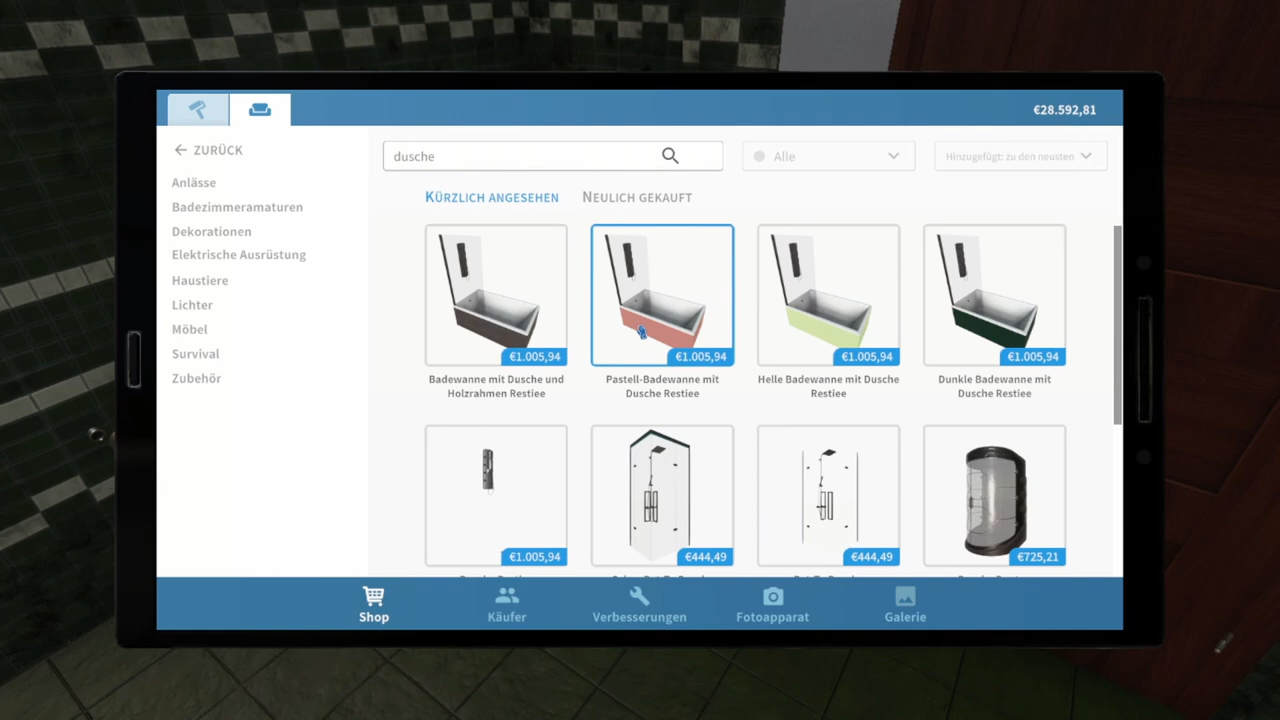 €28.592,81
ZURÜCK
dusche
Alle
Hinzugefügt: zu den neusten
Anlässe
Badezimmeramaturen
Dekorationen
Elektrische Ausrüstung
Haustiere
Lichter
Möbel
Survival
Zubehör
KÜRZLICH ANGESEHEN
NEULICH GEKAUFT
€1.005,94
€1.005,94
€1.005,94
€1.005,94
Badewanne mit Dusche und
Holzrahmen Restiee
Pastell-Badewanne mit
Dusche Restiee
Helle Badewanne mit Dusche
Restiee
Dunkle Badewanne mit
Dusche Restiee
€1.005,94
€444,49
€444,49
€725,21
Shop
Käufer
Verbesserungen
Fotoapparat
Galerie